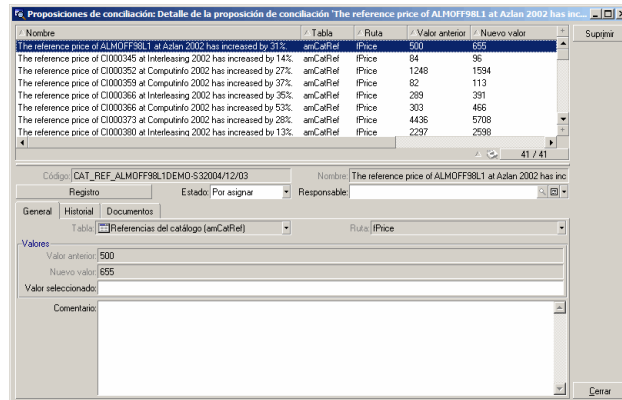 Proposiciones de conciliación: Detalle de la proposición de conciliación 'The reference price of ALMOFF98L1 at Azlan 2002 has inc...
Nombre Tabla Ruta Valor anterior Nuevo valor Suprimir
The reference price of ALMOFF98L1 at Azlan 2002 has increased by 31%. amCatRef fPrice 500 655
The reference price of CI000345 at Interleasing 2002 has increased by 14%. amCatRef fPrice 84 96
The reference price of CI000352 at Computinfo 2002 has increased by 27%. amCatRef fPrice 1248 1594
The reference price of CI000359 at Computinfo 2002 has increased by 37%. amCatRef fPrice 82 113
The reference price of CI000366 at Interleasing 2002 has increased by 35%. amCatRef fPrice 289 391
The reference price of CI000366 at Computinfo 2002 has increased by 53%. amCatRef fPrice 303 466
The reference price of CI000373 at Computinfo 2002 has increased by 28%. amCatRef fPrice 4436 5708
The reference price of CI000380 at Interleasing 2002 has increased by 13%. amCatRef fPrice 2297 2598
41 / 41
Código: CAT_REF_ALMOFF98L1DEMO-S32004/12/03 Nombre: The reference price of ALMOFF98L1 at Azlan 2002 has inc
Registro Estado: Por asignar Responsable:
General Historial Documentos
Tabla: Referencias del catálogo (amCatRef) Ruta: fPrice
Valores
Valor anterior: 500
Nuevo valor: 655
Valor seleccionado:
Comentario:
Cerrar